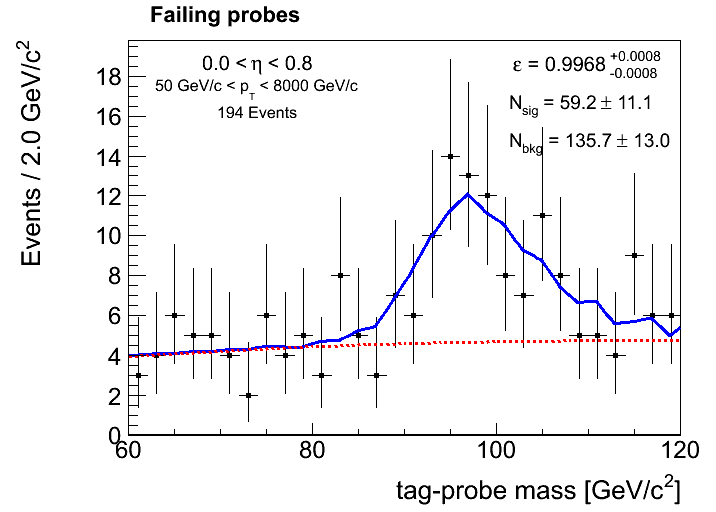 Failing probes
Events / 2.0 GeV/c²
0.0 < η < 0.8
50 GeV/c < p_T < 8000 GeV/c
194 Events
ε = 0.9968 +0.0008 -0.0008
N_sig = 59.2 ± 11.1
N_bkg = 135.7 ± 13.0
18
16
14
12
10
8
6
4
2
0
60 80 100 120
tag-probe mass [GeV/c²]